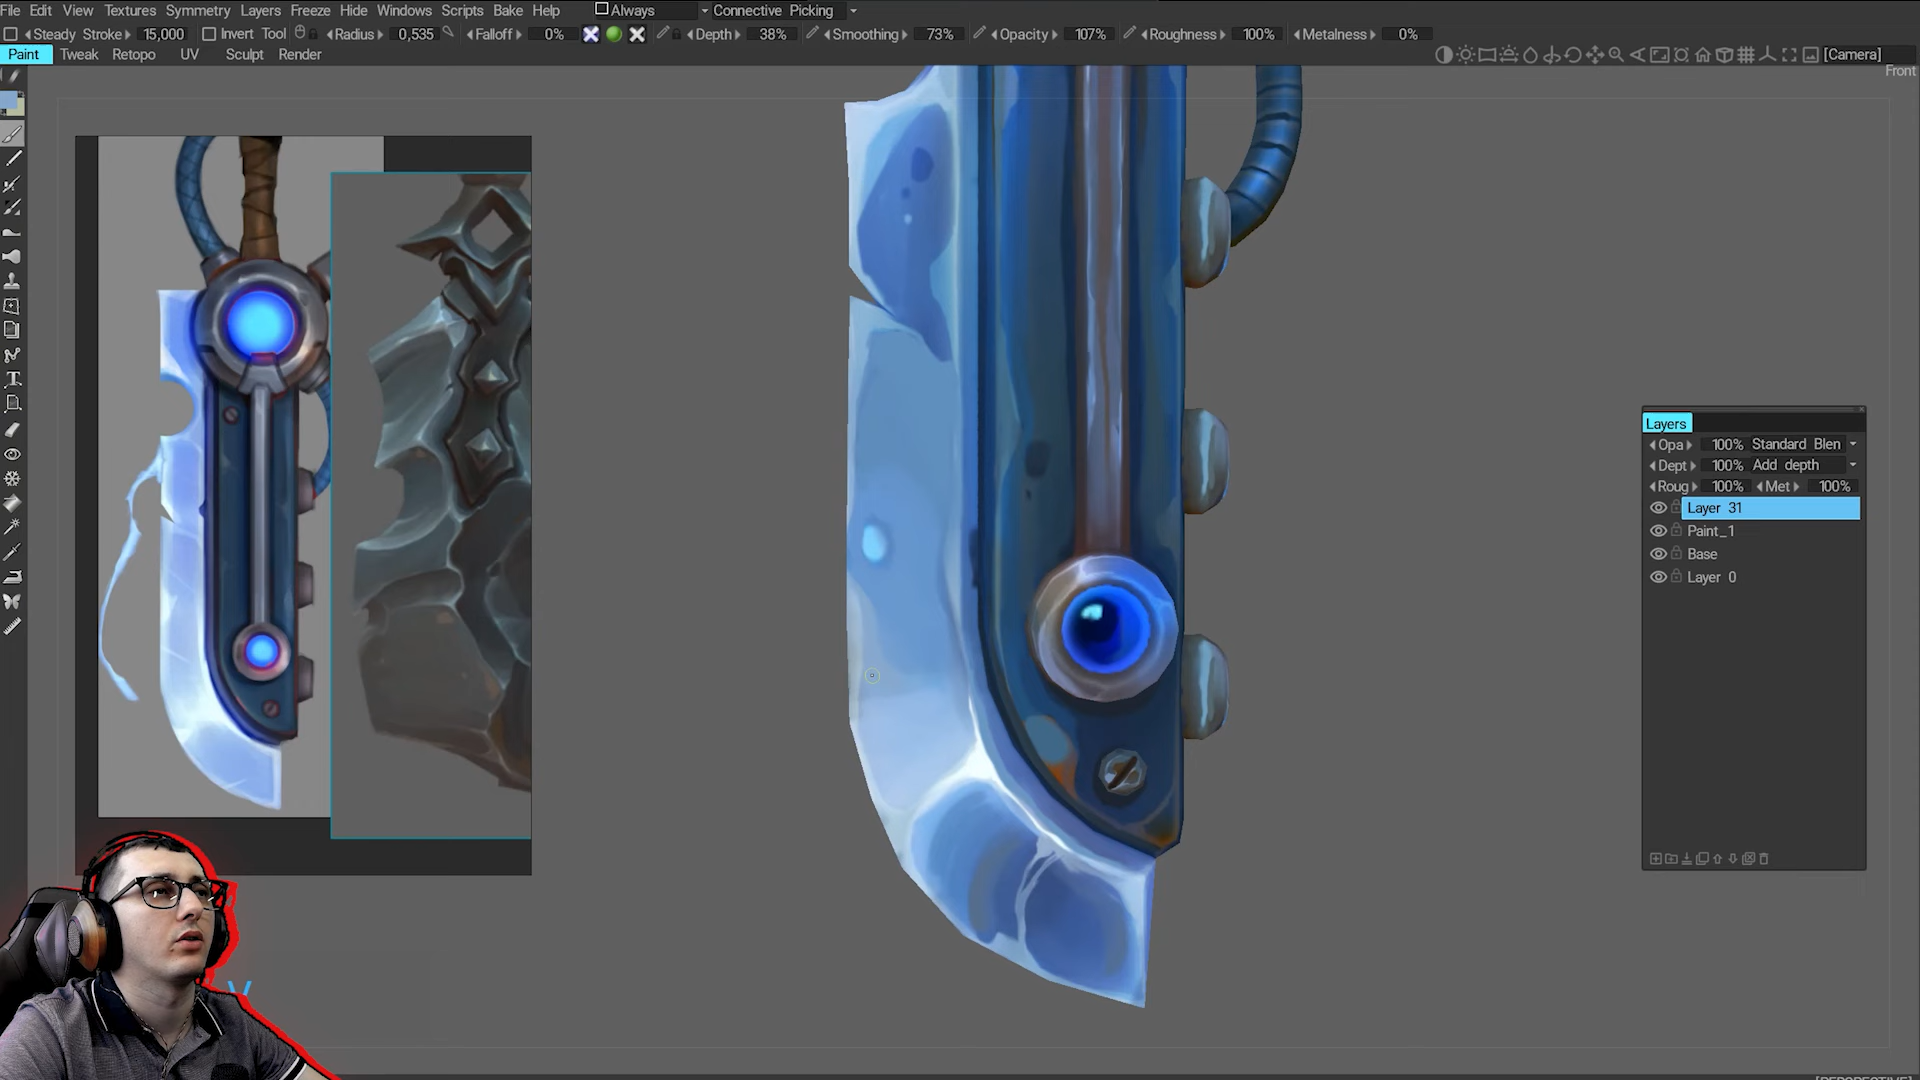 File Edit View Textures Symmetry Layers Freeze Hide Windows Scripts Bake Help Always Connective Picking
Steady Stroke 15,000 Invert Tool Radius 0,535 Falloff 0% Depth 38% Smoothing 73% Opacity 107% Roughness 100% Metalness 0%
Paint Tweak Retopo UV Sculpt Render [Camera]
Front
Layers
Opa 100% Standard Blen
Dept 100% Add depth
Roug 100% Met 100%
Layer 31
Paint_1
Base
Layer 0